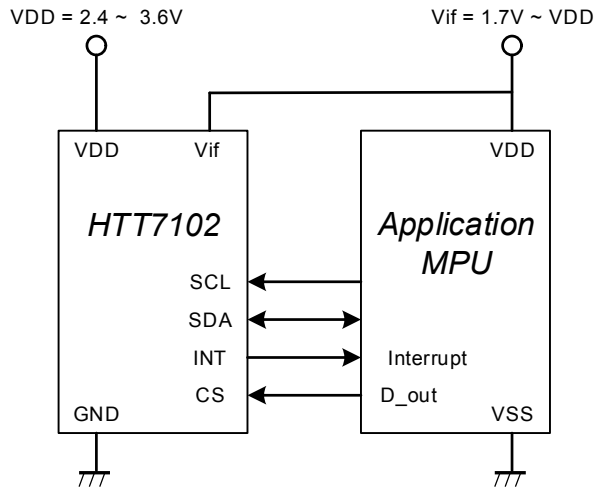 VDD = 2.4 ~ 3.6V
Vif = 1.7V ~ VDD
VDD
Vif
VDD
HTT7102
Application
MPU
SCL
SDA
INT
Interrupt
CS
D_out
GND
VSS